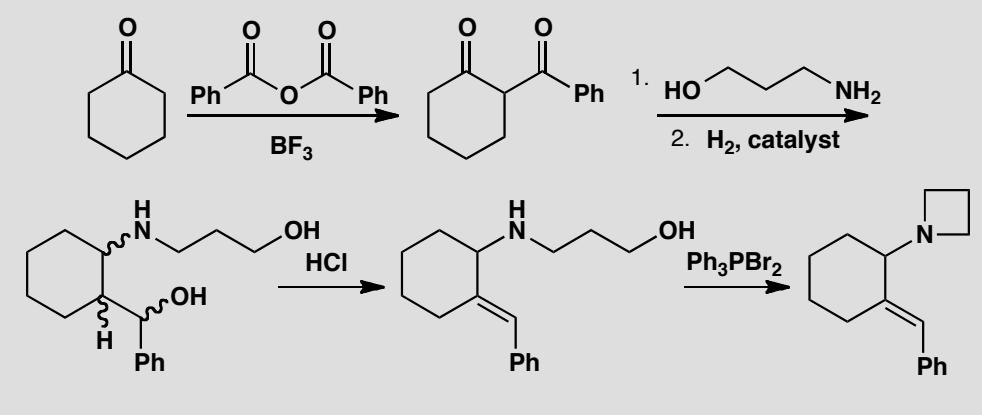 O O O O O
Ph O Ph Ph
BF3
1. HO NH2
2. H2, catalyst
H
N OH
OH
H
Ph
HCl
H
N OH
Ph
Ph3PBr2
N
Ph